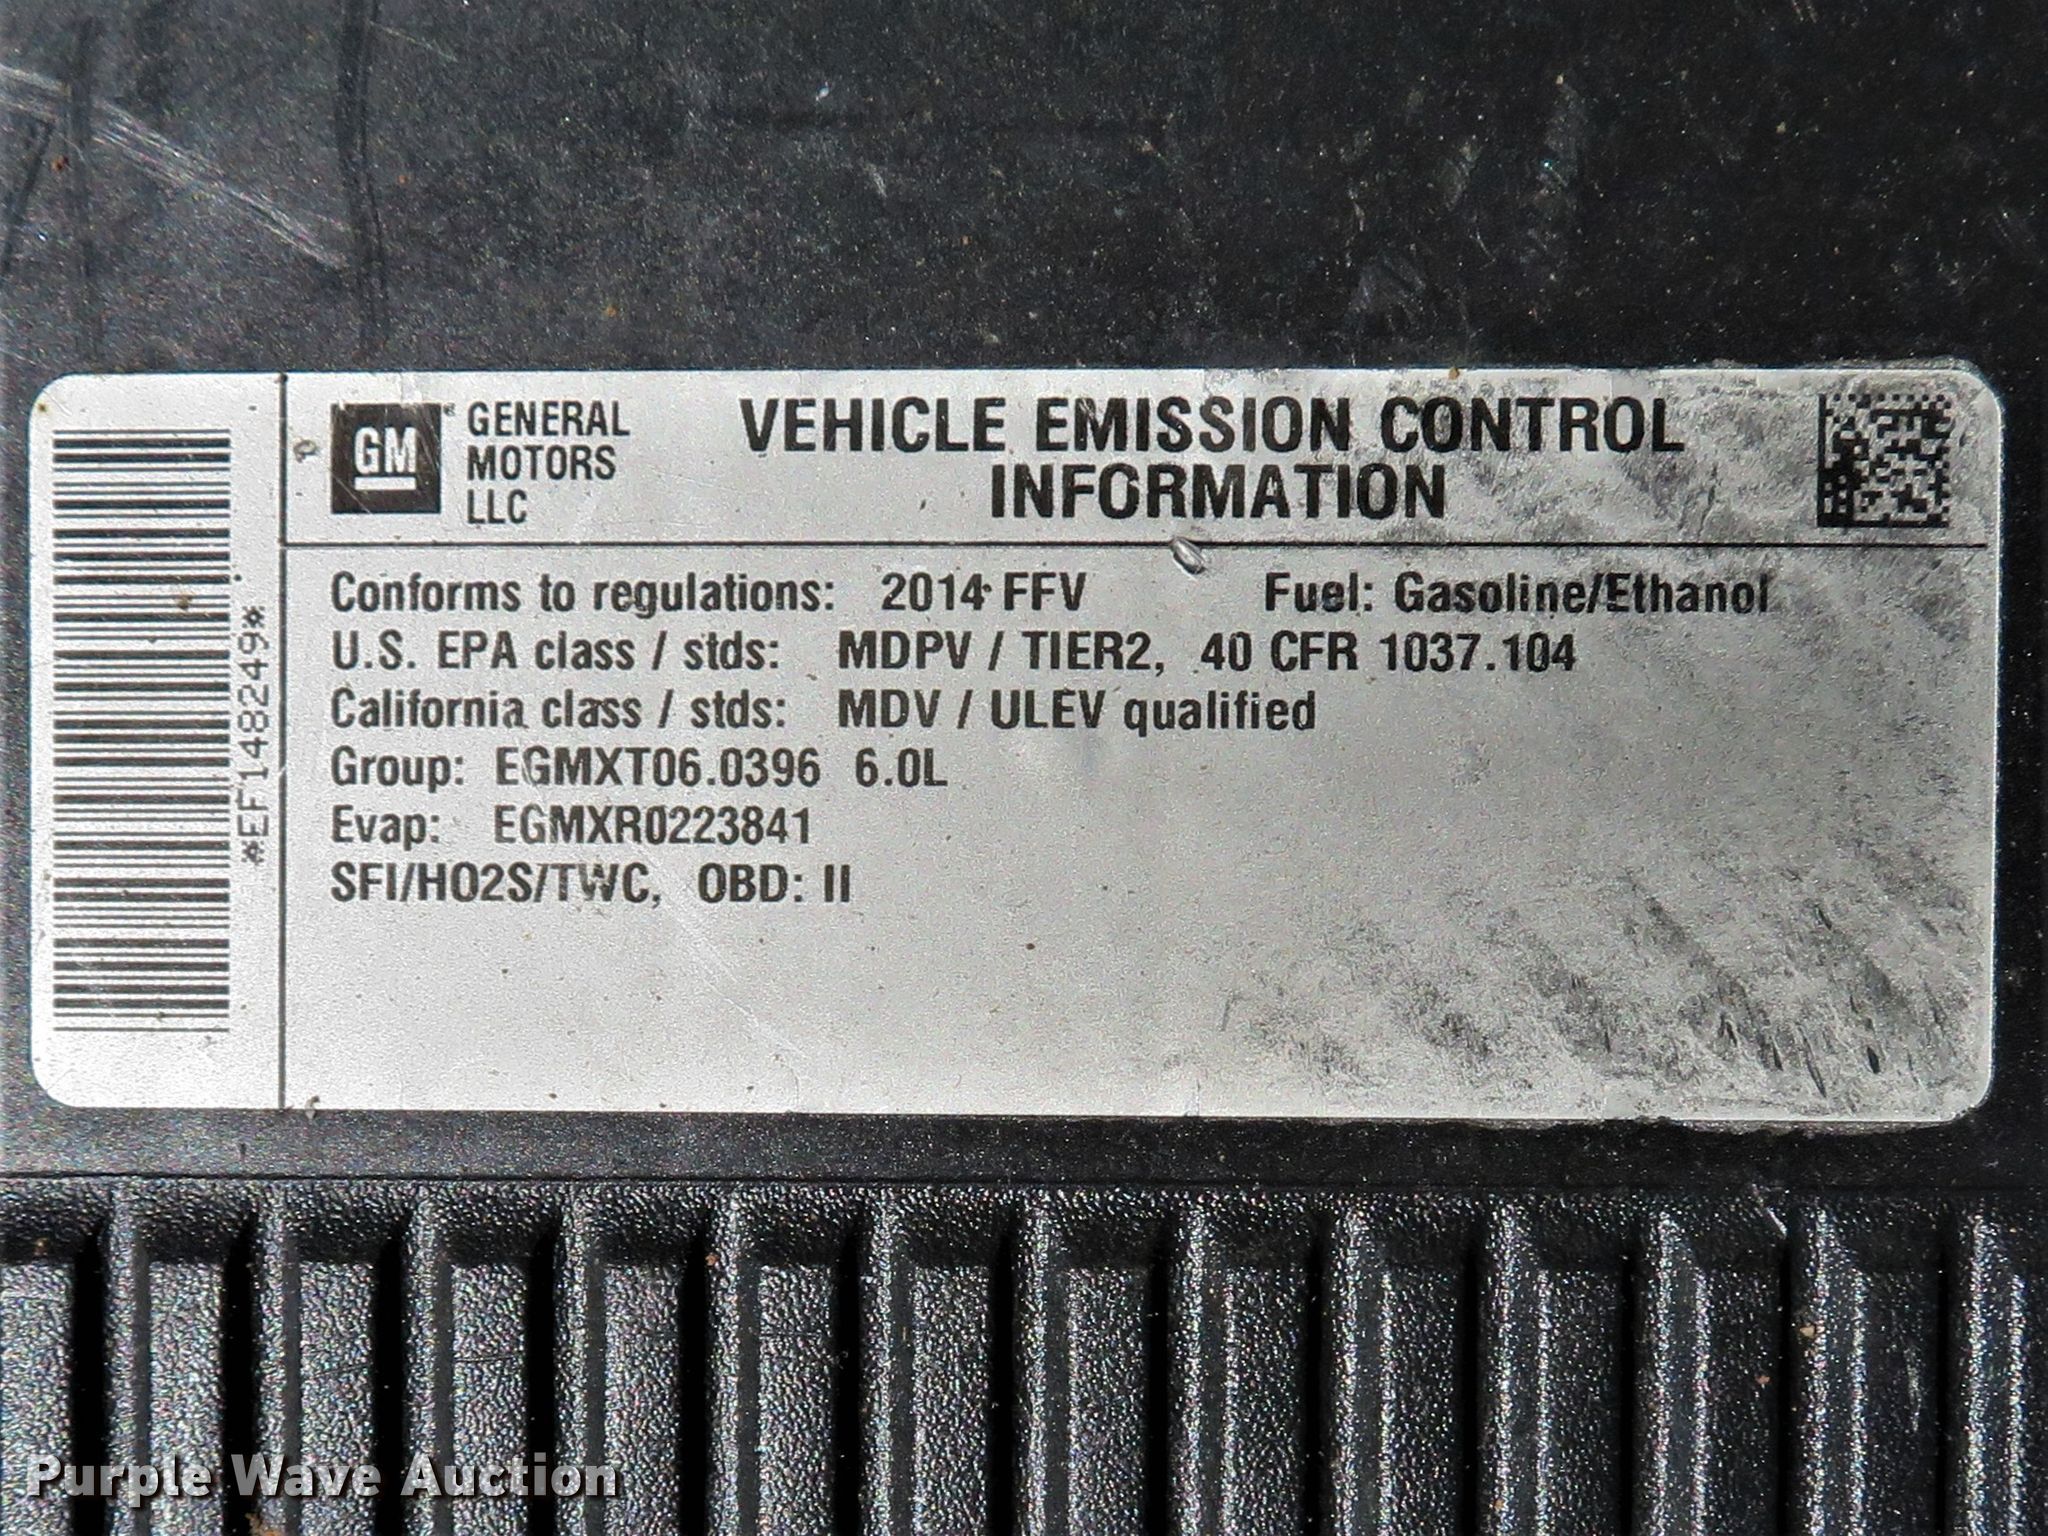 *EF148249*
GM
GENERAL
MOTORS
LLC
VEHICLE EMISSION CONTROL
INFORMATION
Conforms to regulations: 2014 FFV Fuel: Gasoline/Ethanol
U.S. EPA class / stds: MDPV / TIER2, 40 CFR 1037.104
California class / stds: MDV / ULEV qualified
Group: EGMXT06.0396 6.0L
Evap: EGMXR0223841
SFI/HO2S/TWC, OBD: II
Purple Wave Auction